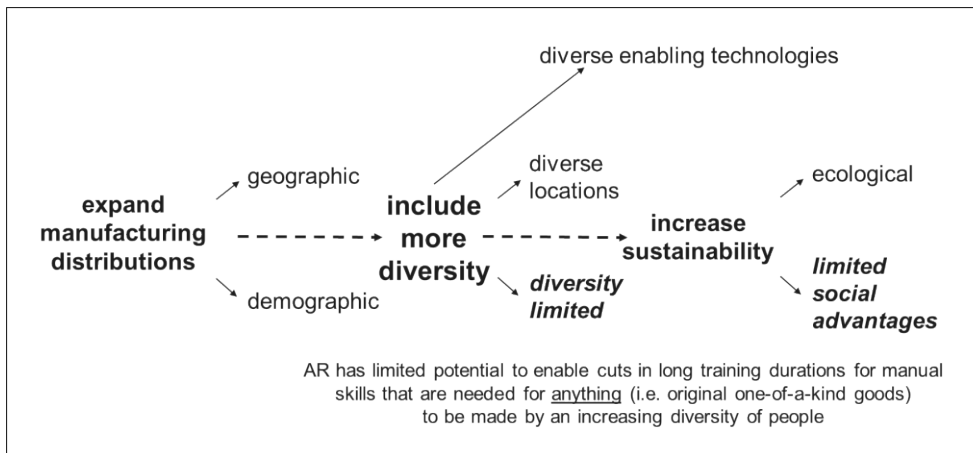 diverse enabling technologies
geographic
diverse
locations
ecological
expand
manufacturing
distributions
include
more
diversity
increase
sustainability
demographic
diversity
limited
limited
social
advantages
AR has limited potential to enable cuts in long training durations for manual
skills that are needed for anything (i.e. original one-of-a-kind goods)
to be made by an increasing diversity of people